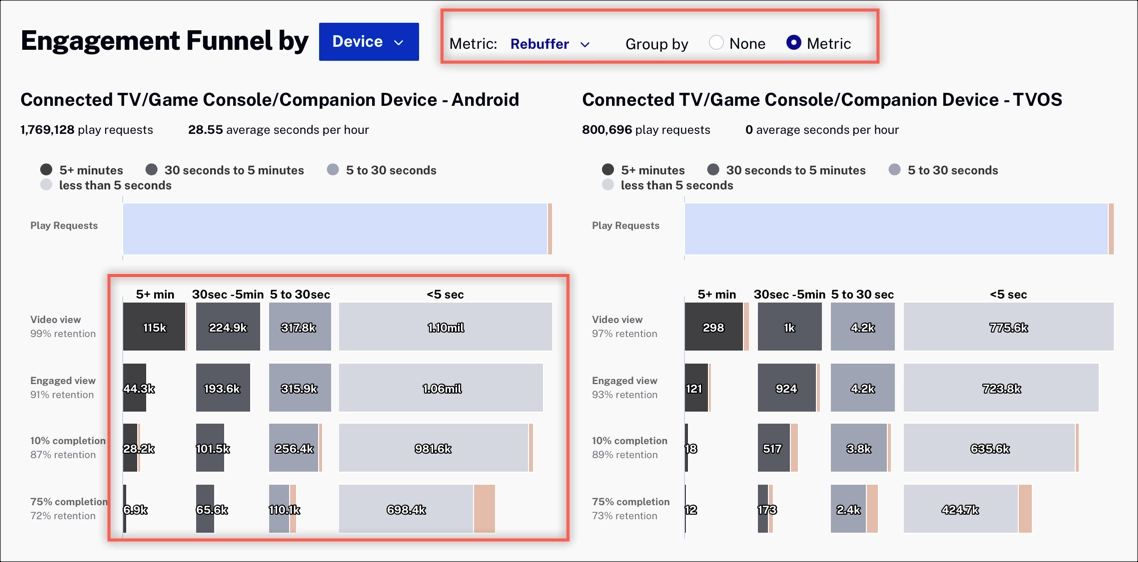 Engagement Funnel by Device Metric: Rebuffer Group by None Metric
Connected TV/Game Console/Companion Device - Android
1,769,128 play requests 28.55 average seconds per hour
5+ minutes 30 seconds to 5 minutes 5 to 30 seconds
less than 5 seconds
Play Requests
5+ min 30sec -5min 5 to 30sec <5 sec
Video view 115k 224.9k 317.8k 1.10mil
99% retention
Engaged view 44.3k 193.6k 315.9k 1.06mil
91% retention
10% completion 28.2k 101.5k 256.4k 981.6k
87% retention
75% completion 6.9k 65.6k 110.1k 698.4k
72% retention
Connected TV/Game Console/Companion Device - TVOS
800,696 play requests 0 average seconds per hour
5+ minutes 30 seconds to 5 minutes 5 to 30 seconds
less than 5 seconds
Play Requests
5+ min 30sec -5min 5 to 30 sec <5 sec
Video view 298 1k 4.2k 775.6k
97% retention
Engaged view 121 924 4.2k 723.8k
93% retention
10% completion 18 517 3.8k 635.6k
89% retention
75% completion 12 173 2.4k 424.7k
73% retention